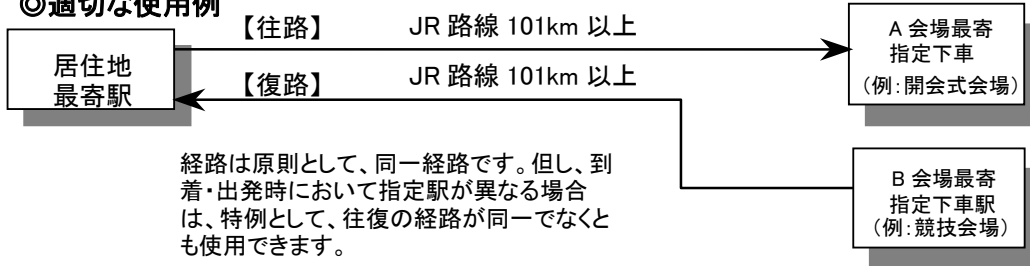 ◎適切な使用例
【往路】 JR 路線 101km 以上
A 会場最寄
指定下車
（例：開会式会場）
居住地
最寄駅
【復路】 JR 路線 101km 以上
経路は原則として、同一経路です。但し、到
着・出発時において指定駅が異なる場合
は、特例として、往復の経路が同一でなくと
も使用できます。
B 会場最寄
指定下車駅
（例：競技会場）